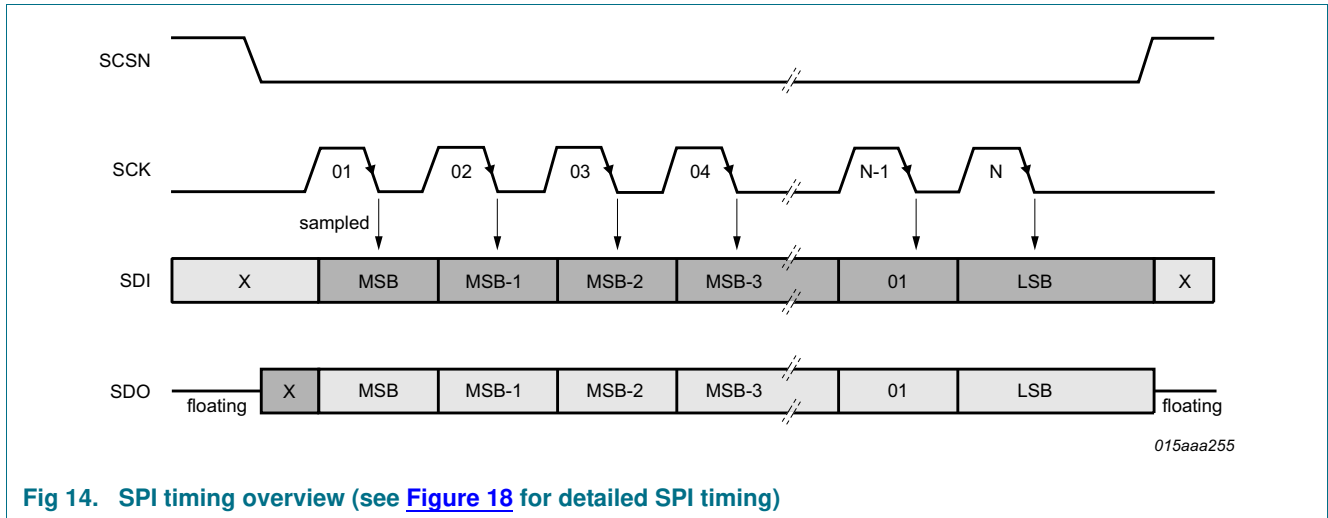 SCSN
SCK
01
02
03
04
N-1
N
sampled
SDI
X
MSB
MSB-1
MSB-2
MSB-3
01
LSB
X
SDO
floating
X
MSB
MSB-1
MSB-2
MSB-3
01
LSB
floating
015aaa255
Fig 14. SPI timing overview (see Figure 18 for detailed SPI timing)